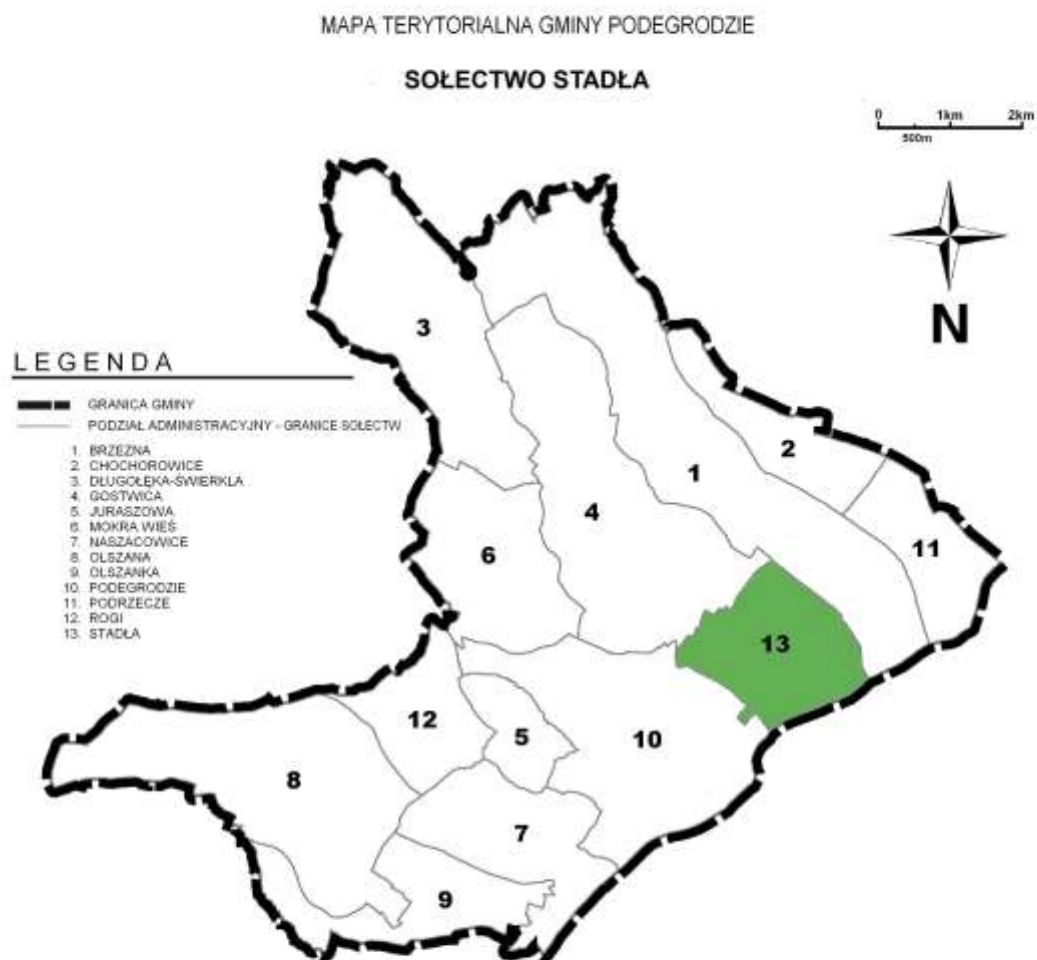 MAPA TERYTORIALNA GMINY PODEGRODZIE
SOŁECTWO STADŁA
0 1km 2km
500m
N
LEGENDA
GRANICA GMINY
PODZIAŁ ADMINISTRACYJNY - GRANICE SOŁECTW
1. BRZEZNA
2. CHOCHOROWICE
3. DŁUGOŁĘKA-ŚWIERKLA
4. GOSTWICA
5. JURASZOWA
6. MOKRA WIEŚ
7. NASZACOWICE
8. OLSZANA
9. OLSZANKA
10. PODEGRODZIE
11. PODRZECZE
12. ROGI
13. STADŁA
3
2
1
4
11
6
13
12
5
10
8
7
9